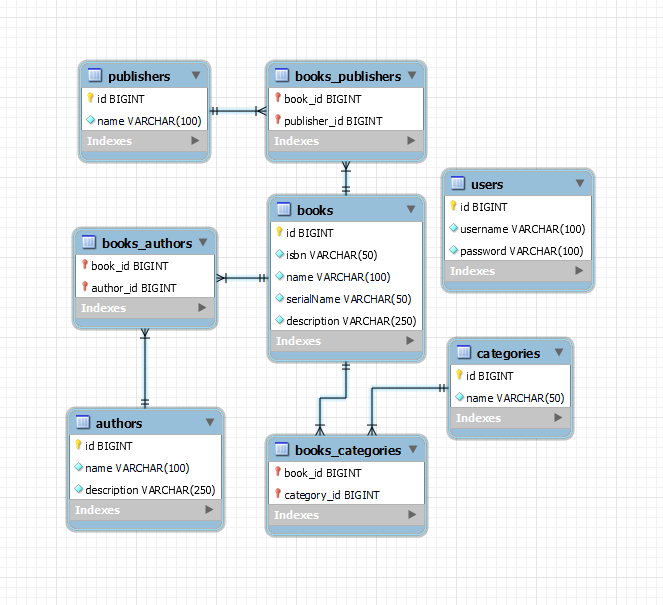 publishers
id BIGINT
name VARCHAR(100)
Indexes
books_publishers
book_id BIGINT
publisher_id BIGINT
Indexes
users
id BIGINT
username VARCHAR(100)
password VARCHAR(100)
Indexes
books
id BIGINT
isbn VARCHAR(50)
name VARCHAR(100)
serialName VARCHAR(50)
description VARCHAR(250)
Indexes
books_authors
book_id BIGINT
author_id BIGINT
Indexes
categories
id BIGINT
name VARCHAR(50)
Indexes
authors
id BIGINT
name VARCHAR(100)
description VARCHAR(250)
Indexes
books_categories
book_id BIGINT
category_id BIGINT
Indexes